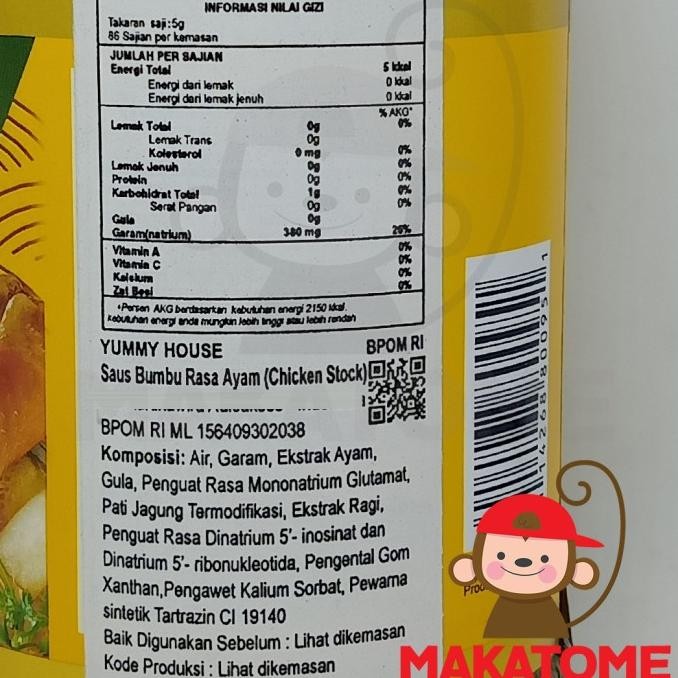 INFORMASI NILAI GIZI
Takaran saji:5g
86 Sajian per kemasan
JUMLAH PER SAJIAN
Energi Total 5 kkal
Energi dari lemak 0 kkal
Energi dari lemak jenuh 0 kkal
% AKG*
Lemak Total 0g 0%
Lemak Trans 0g
Kolesterol 0 mg 0%
Lemak Jenuh 0g 0%
Protein 0g 0%
Karbohidrat Total 1g 0%
Serat Pangan 0g 0%
Gula 0g
Garam(natrium) 380 mg 25%
Vitamin A 0%
Vitamin C 0%
Kalsium 0%
Zat Besi 0%
*Persen AKG berdasarkan kebutuhan energi 2150 kkal.
kebutuhan energi anda mungkin lebih tinggi atau lebih rendah
YUMMY HOUSE
BPOM RI
Saus Bumbu Rasa Ayam (Chicken Stock)
BPOM RI ML 156409302038
Komposisi: Air, Garam, Ekstrak Ayam,
Gula, Penguat Rasa Mononatrium Glutamat,
Pati Jagung Termodifikasi, Ekstrak Ragi,
Penguat Rasa Dinatrium 5'- inosinat dan
Dinatrium 5'- ribonukleotida, Pengental Gom
Xanthan,Pengawet Kalium Sorbat, Pewarna
sintetik Tartrazin CI 19140
Baik Digunakan Sebelum : Lihat dikemasan
Kode Produksi : Lihat dikemasan
MAKATOME